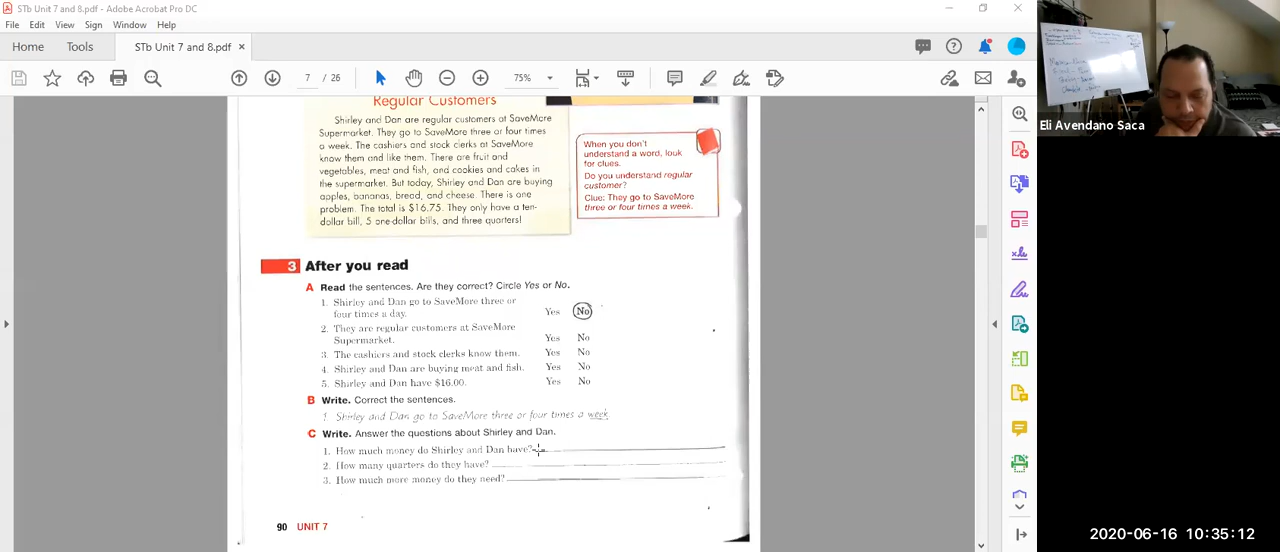 STb Unit 7 and 8.pdf - Adobe Acrobat Pro DC
File Edit View Sign Window Help
Home Tools STb Unit 7 and 8.pdf ×
7 / 26 75%
Regular Customers
Shirley and Dan are regular customers at SaveMore
Supermarket. They go to SaveMore three or four times
a week. The cashiers and stock clerks at SaveMore
know them and like them. There are fruit and
vegetables, meat and fish, and cookies and cakes in
the supermarket. But today, Shirley and Dan are buying
apples, bananas, bread, and cheese. There is one
problem. The total is $16.75. They only have a ten-
dollar bill, 5 one-dollar bills, and three quarters!
When you don't
understand a word, look
for clues.
Do you understand regular
customer?
Clue: They go to SaveMore
three or four times a week.
3 After you read
A Read the sentences. Are they correct? Circle Yes or No.
1. Shirley and Dan go to SaveMore three or
four times a day. Yes No
2. They are regular customers at SaveMore
Supermarket. Yes No
3. The cashiers and stock clerks know them. Yes No
4. Shirley and Dan are buying meat and fish. Yes No
5. Shirley and Dan have $16.00. Yes No
B Write. Correct the sentences.
1. Shirley and Dan go to SaveMore three or four times a week.
C Write. Answer the questions about Shirley and Dan.
1. How much money do Shirley and Dan have?
2. How many quarters do they have?
3. How much more money do they need?
90 UNIT 7
Eli Avendano Saca
2020-06-16 10:35:12